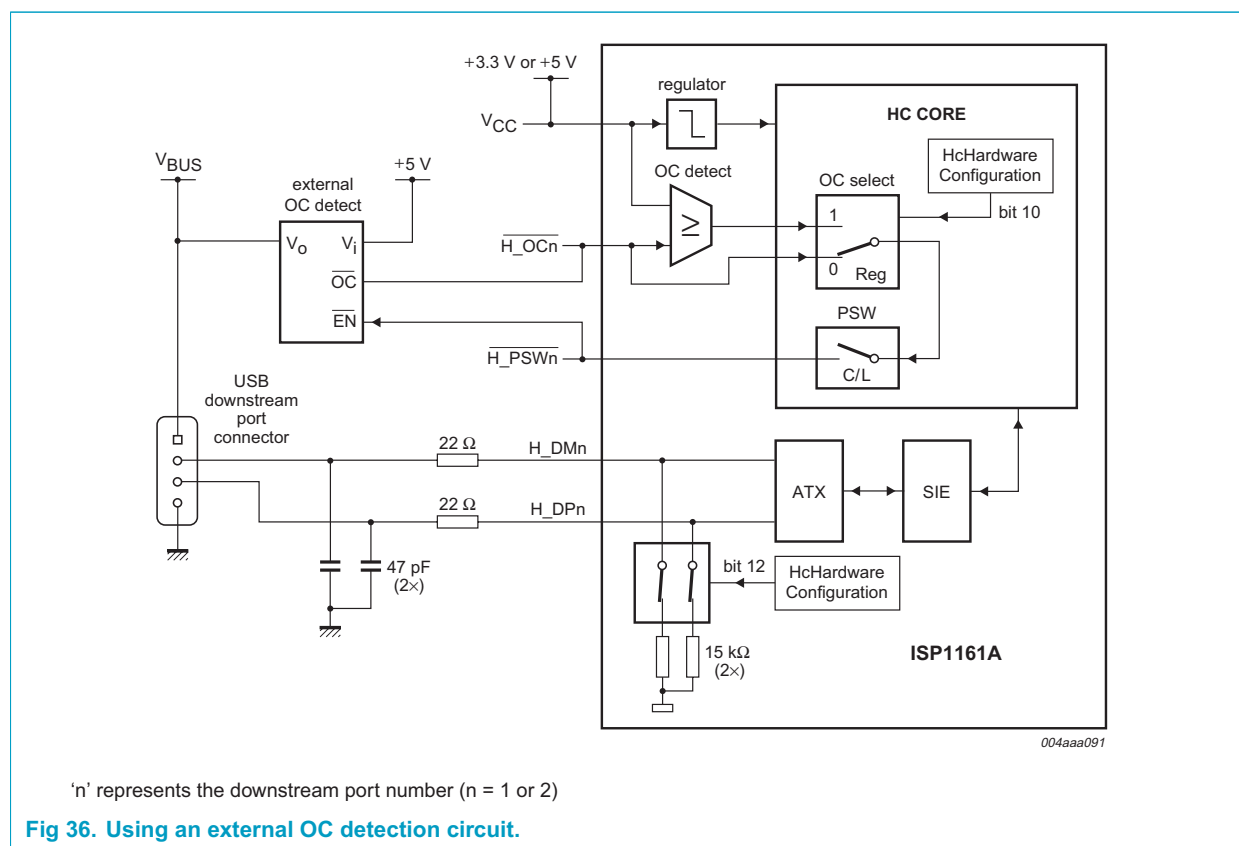 +3.3 V or +5 V
regulator
VCC
HC CORE
HcHardware
Configuration
VBUS
+5 V
external
OC detect
OC detect
OC select
bit 10
Vo
Vi
1
H_OCn
≥
OC
0
Reg
EN
PSW
H_PSWn
C/L
USB
downstream
port
connector
22 Ω
H_DMn
ATX
SIE
22 Ω
H_DPn
47 pF
(2×)
bit 12
HcHardware
Configuration
15 kΩ
(2×)
ISP1161A
004aaa091
‘n’ represents the downstream port number (n = 1 or 2)
Fig 36. Using an external OC detection circuit.